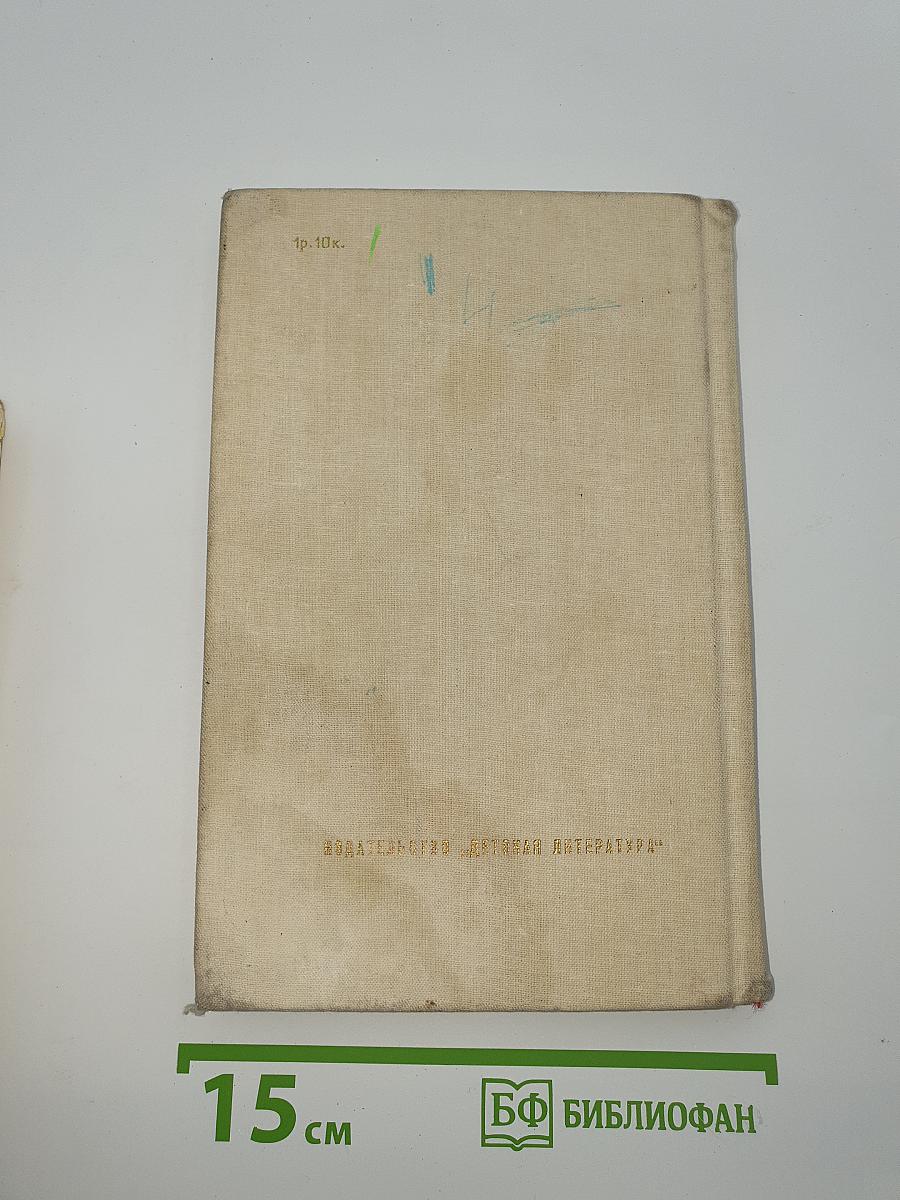 1р.10к.
ИЗДАТЕЛЬСТВО „ДЕТСКАЯ ЛИТЕРАТУРА“
15 см
БФ БИБЛИОФАН